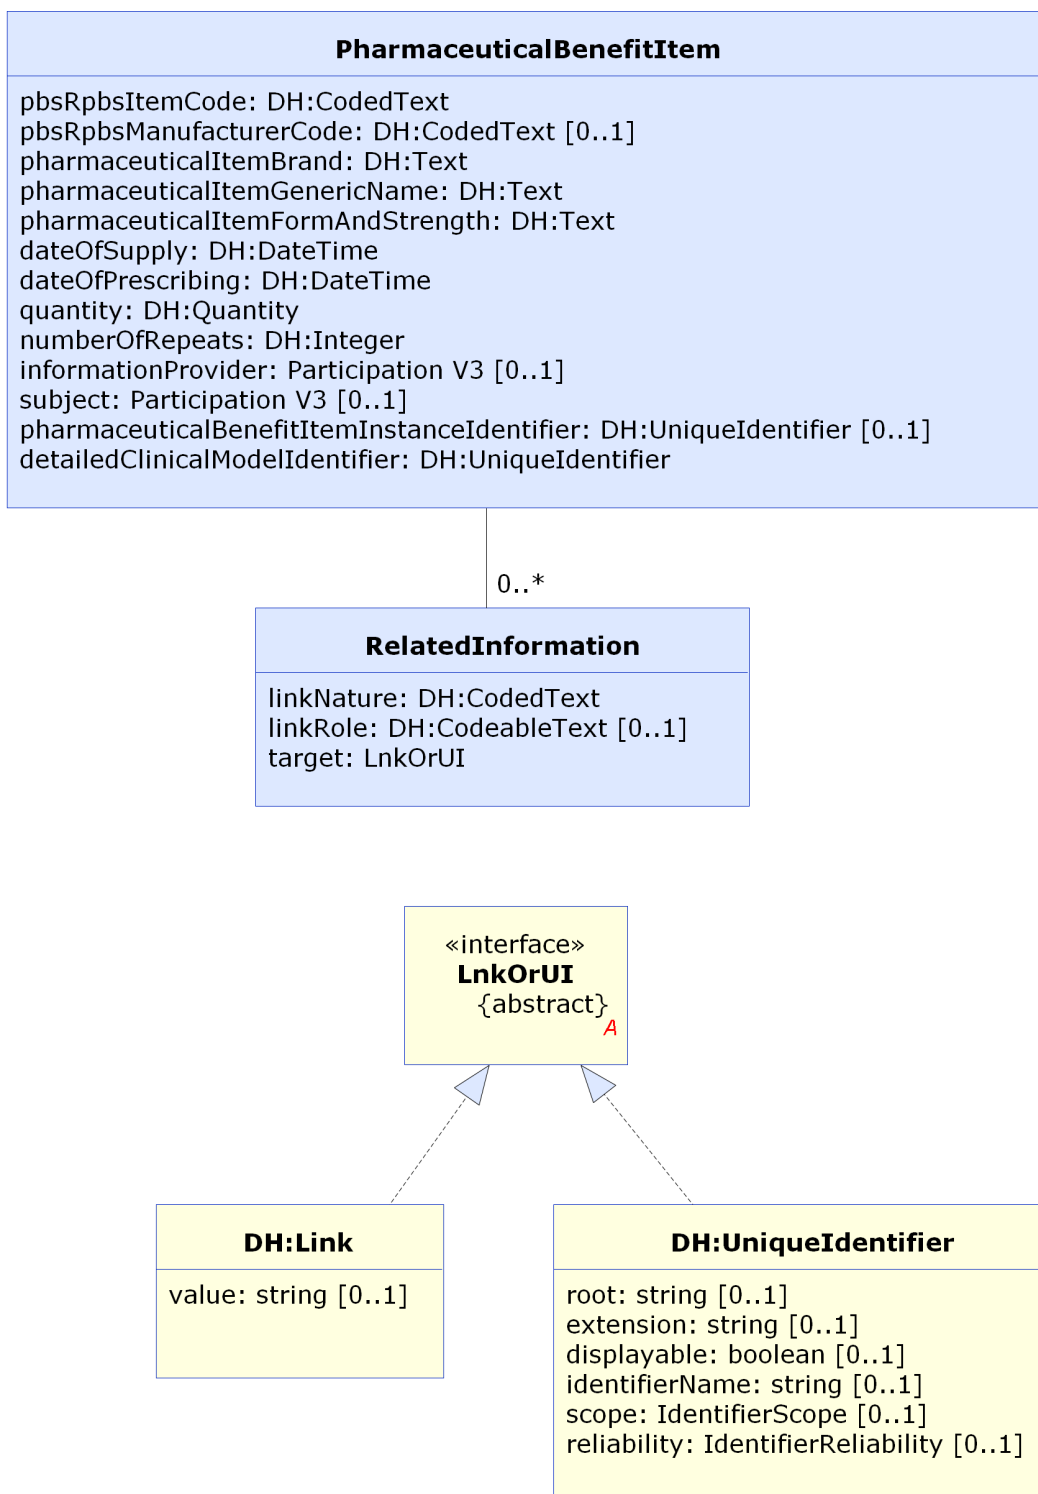 PharmaceuticalBenefitItem
pbsRpbsItemCode: DH:CodedText
pbsRpbsManufacturerCode: DH:CodedText [0..1]
pharmaceuticalItemBrand: DH:Text
pharmaceuticalItemGenericName: DH:Text
pharmaceuticalItemFormAndStrength: DH:Text
dateOfSupply: DH:DateTime
dateOfPrescribing: DH:DateTime
quantity: DH:Quantity
numberOfRepeats: DH:Integer
informationProvider: Participation V3 [0..1]
subject: Participation V3 [0..1]
pharmaceuticalBenefitItemInstanceIdentifier: DH:UniqueIdentifier [0..1]
detailedClinicalModelIdentifier: DH:UniqueIdentifier
0..*
RelatedInformation
linkNature: DH:CodedText
linkRole: DH:CodeableText [0..1]
target: LnkOrUI
«interface»
LnkOrUI
{abstract}
A
DH:Link
value: string [0..1]
DH:UniqueIdentifier
root: string [0..1]
extension: string [0..1]
displayable: boolean [0..1]
identifierName: string [0..1]
scope: IdentifierScope [0..1]
reliability: IdentifierReliability [0..1]